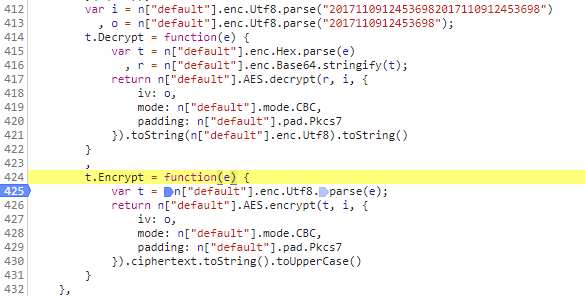 412 var i = n["default"].enc.Utf8.parse("20171109124536982017110912453698")
413 , o = n["default"].enc.Utf8.parse("2017110912453698");
414 t.Decrypt = function(e) {
415 var t = n["default"].enc.Hex.parse(e)
416 , r = n["default"].enc.Base64.stringify(t);
417 return n["default"].AES.decrypt(r, i, {
418 iv: o,
419 mode: n["default"].mode.CBC,
420 padding: n["default"].pad.Pkcs7
421 }).toString(n["default"].enc.Utf8).toString()
422 }
423 ,
424 t.Encrypt = function(e) {
425 var t = n["default"].enc.Utf8.parse(e);
426 return n["default"].AES.encrypt(t, i, {
427 iv: o,
428 mode: n["default"].mode.CBC,
429 padding: n["default"].pad.Pkcs7
430 }).ciphertext.toString().toUpperCase()
431 }
432 },